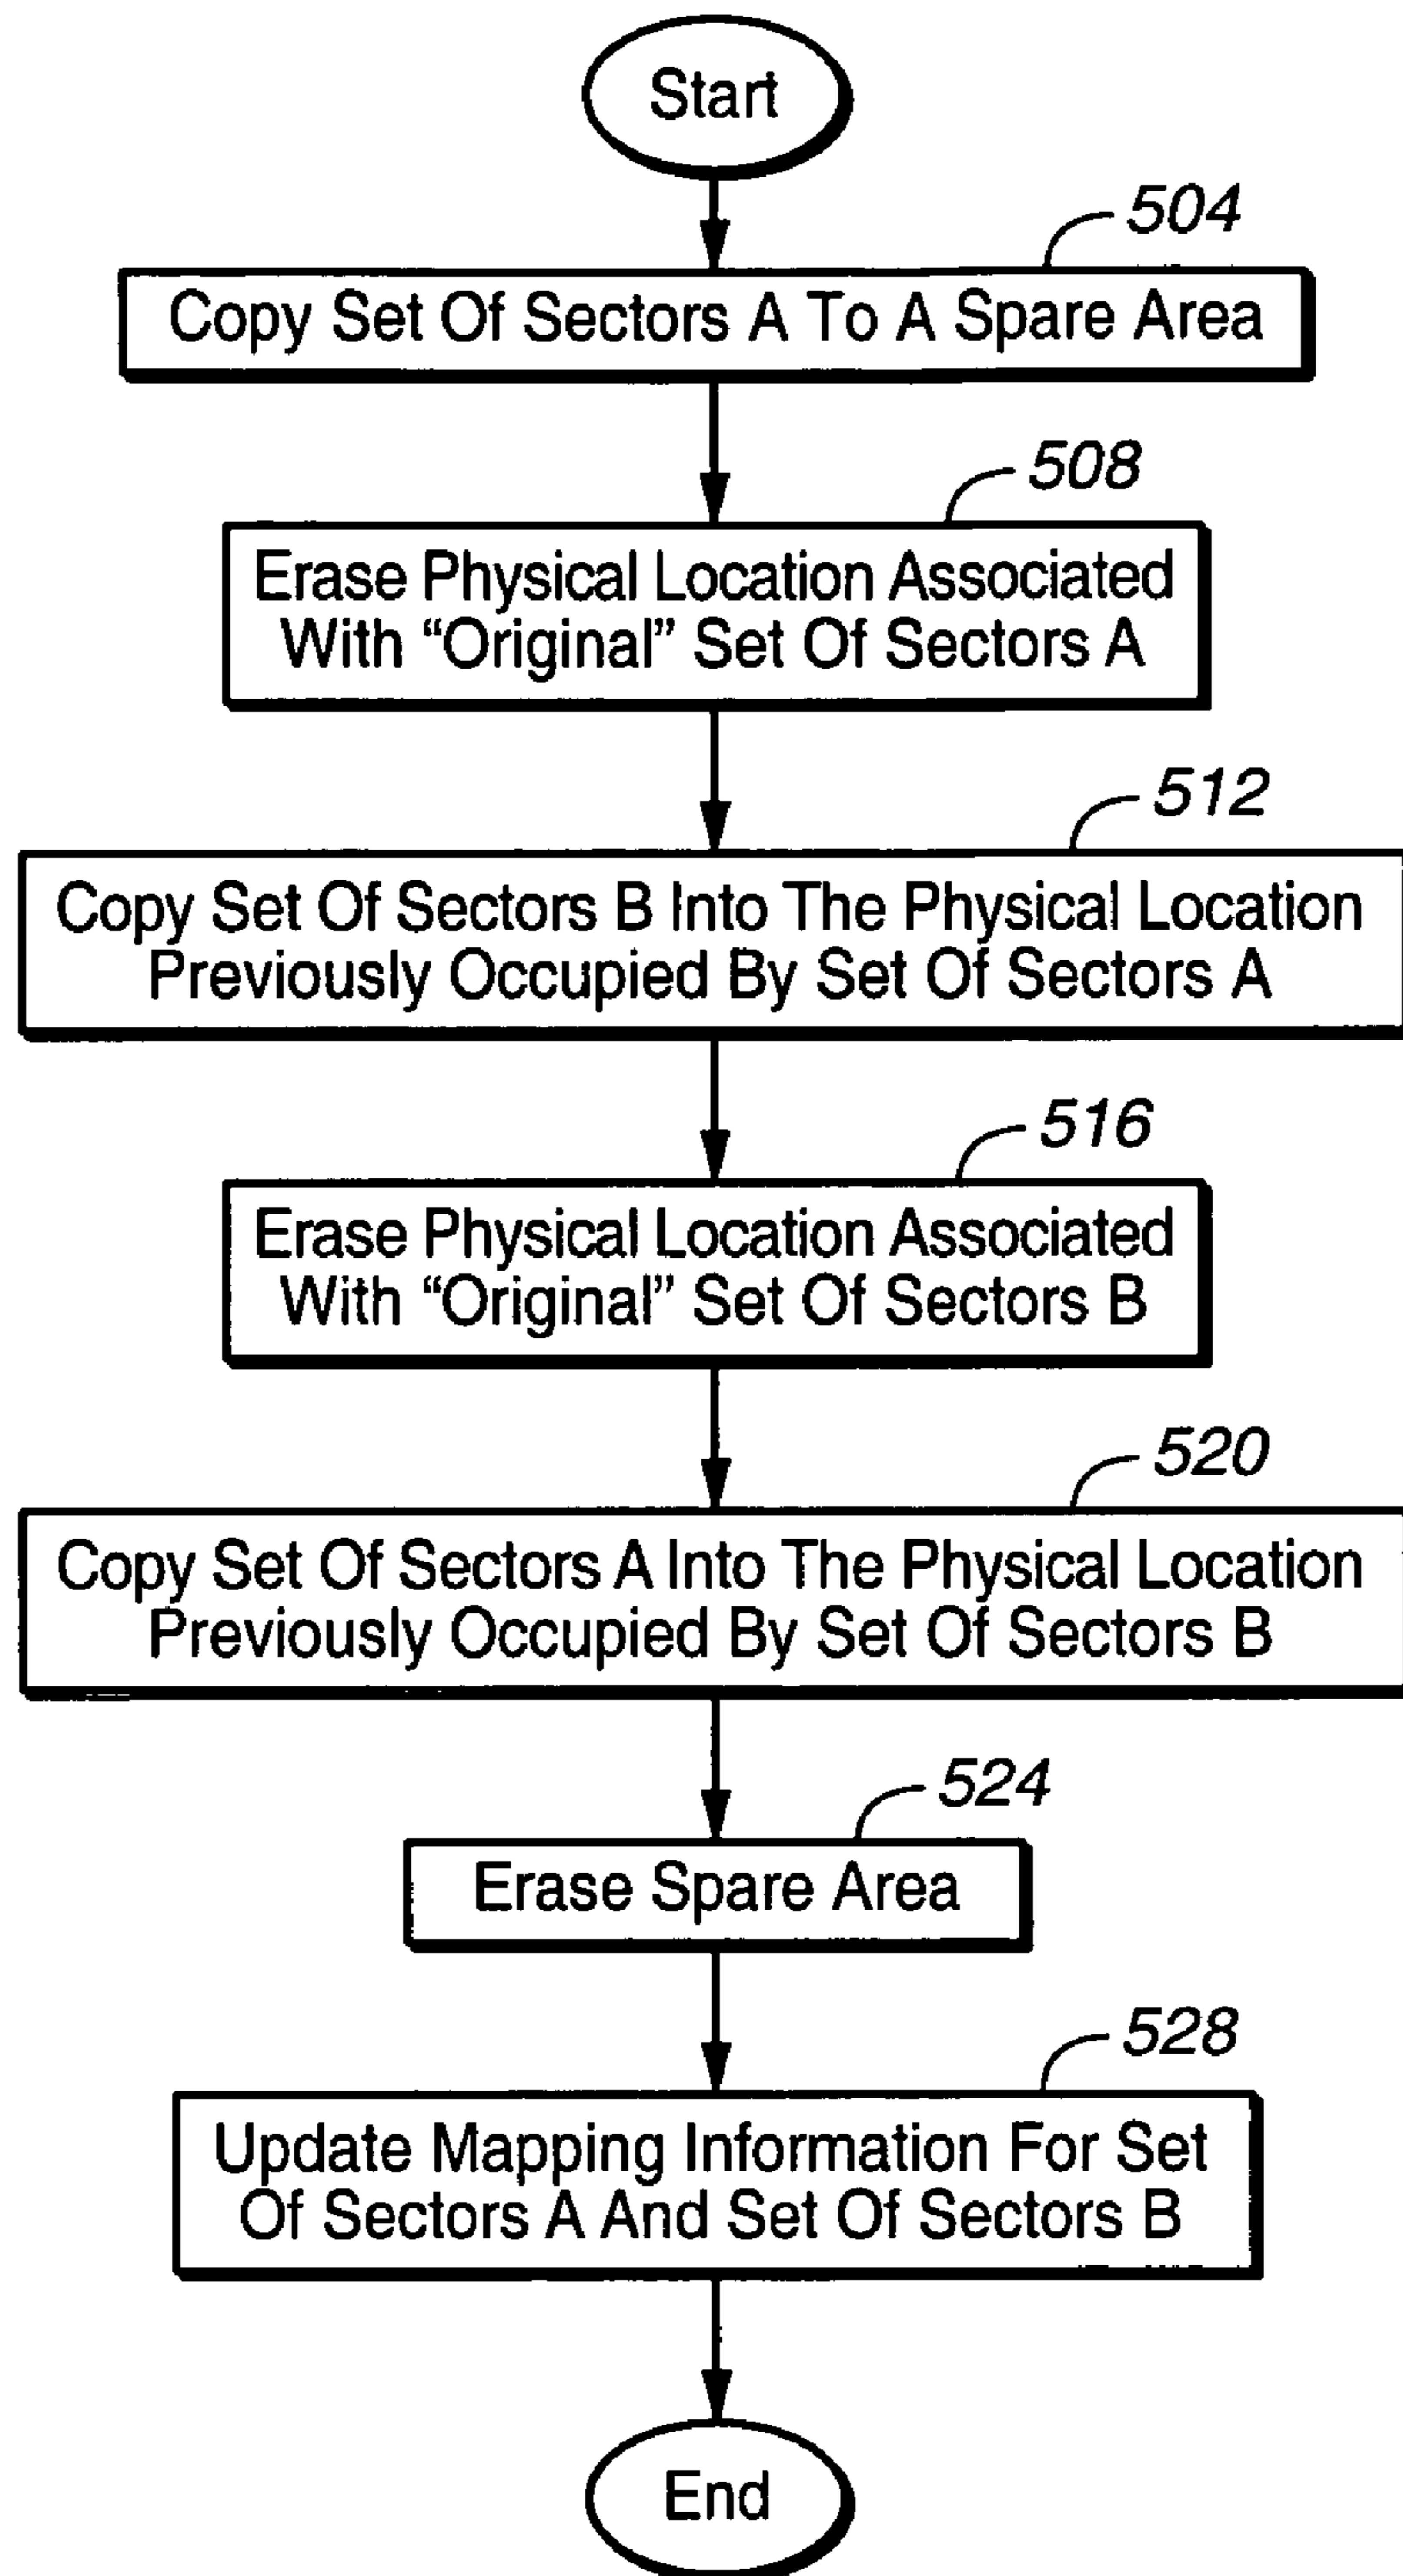 Start
504
Copy Set Of Sectors A To A Spare Area
508
Erase Physical Location Associated
With “Original” Set Of Sectors A
512
Copy Set Of Sectors B Into The Physical Location
Previously Occupied By Set Of Sectors A
516
Erase Physical Location Associated
With “Original” Set Of Sectors B
520
Copy Set Of Sectors A Into The Physical Location
Previously Occupied By Set Of Sectors B
524
Erase Spare Area
528
Update Mapping Information For Set
Of Sectors A And Set Of Sectors B
End